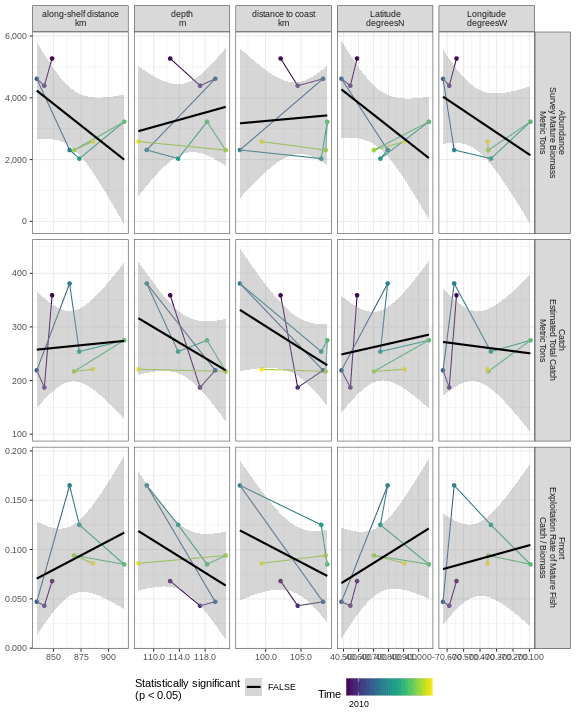 along-shelf distance
km
depth
m
distance to coast
km
Latitude
degreesN
Longitude
degreesW
6,000
4,000
2,000
0
Abundance
Survey Mature Biomass
Metric Tons
400
300
200
100
Catch
Estimated Total Catch
Metric Tons
0.200
0.150
0.100
0.050
0.000
Fmort
Exploitation Rate of Mature Fish
Catch / Biomass
850 875 900
110.0 114.0 118.0
100.0 105.0
Statistically significant
(p < 0.05)
FALSE
Time
2010